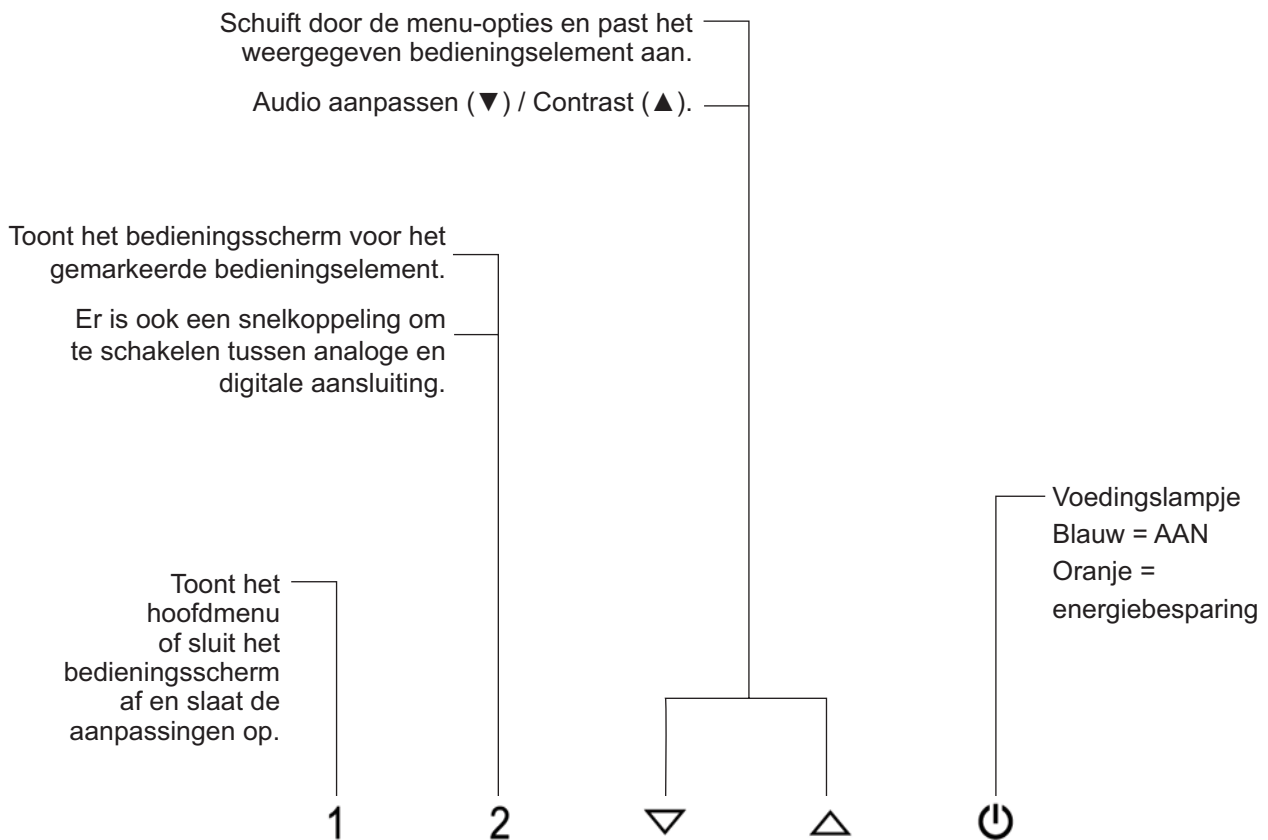 Schuift door de menu-opties en past het
weergegeven bedieningselement aan.
Audio aanpassen (▼) / Contrast (▲).
Toont het bedieningsscherm voor het
gemarkeerde bedieningselement.
Er is ook een snelkoppeling om
te schakelen tussen analoge en
digitale aansluiting.
Voedingslampje
Blauw = AAN
Oranje =
energiebesparing
Toont het
hoofdmenu
of sluit het
bedieningsscherm
af en slaat de
aanpassingen op.
1 2